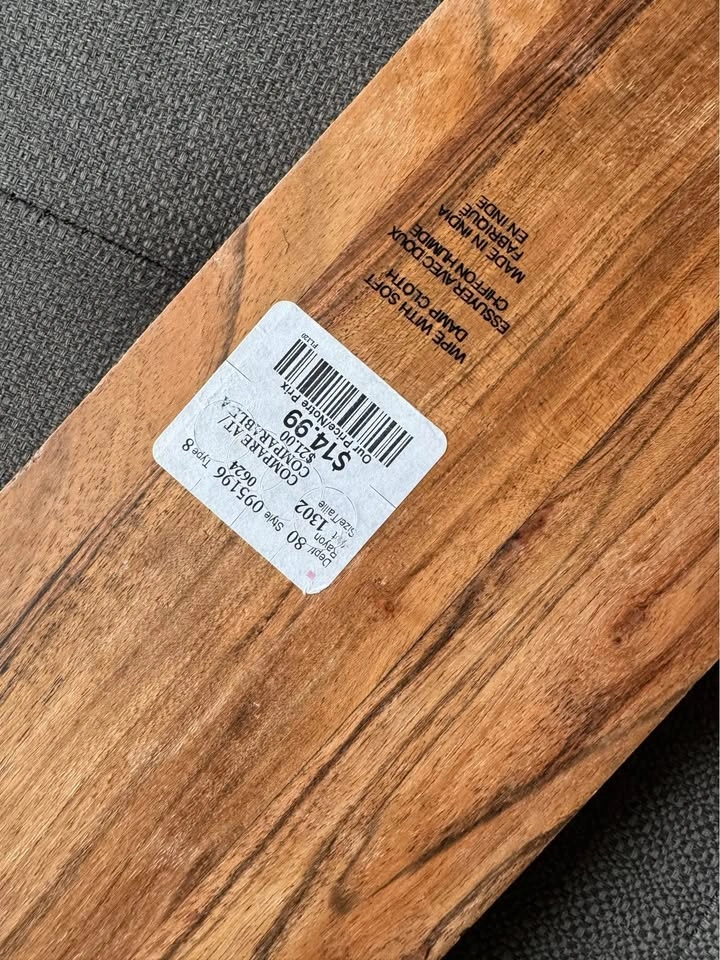 WIPE WITH SOFT
DAMP CLOTH
ESSUYER AVEC DOUX
CHIFFON HUMIDE
MADE IN INDIA
FABRIQUÉ
EN INDE
Dept/ 80 Style 095196 Type 8
Rayon 1302 0624
Size/Taille
COMPARE AT/
COMPARABLE A
$21.00
$14.99
Our Price/Notre Prix